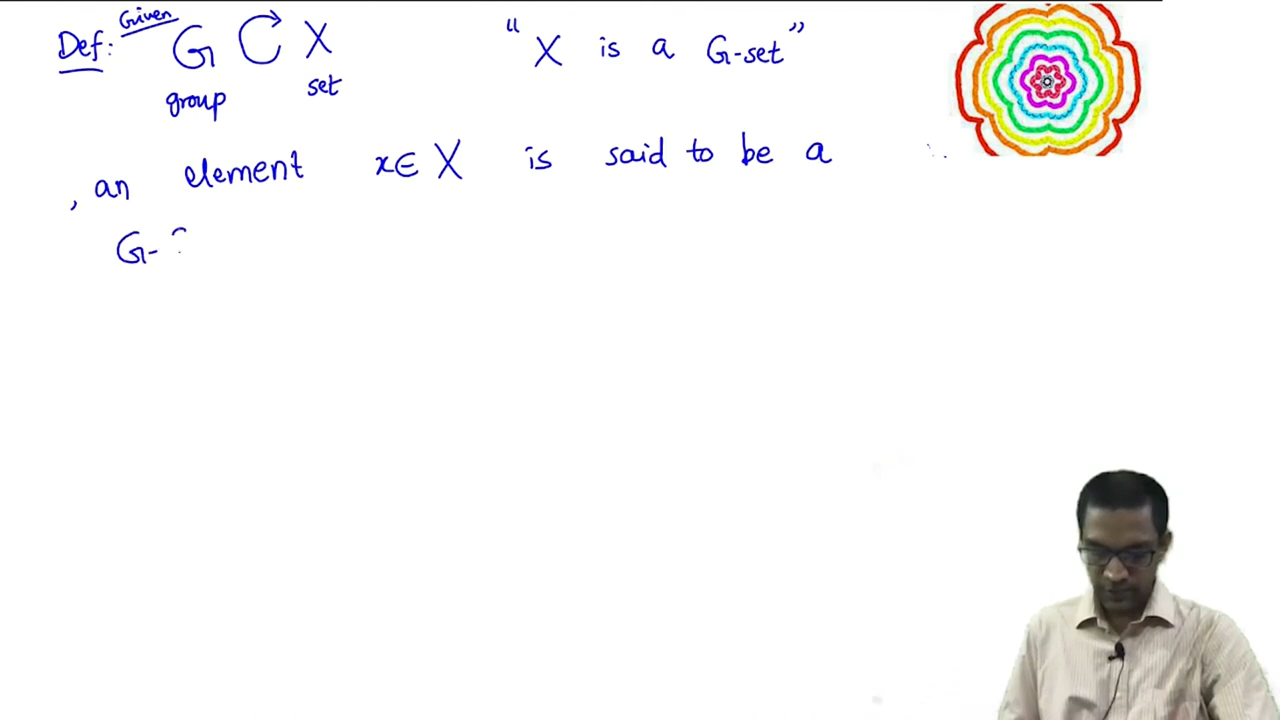 Given
Def: G ⟳ X "X is a G-set"
group set
, an element x∈ X is said to be a
G-